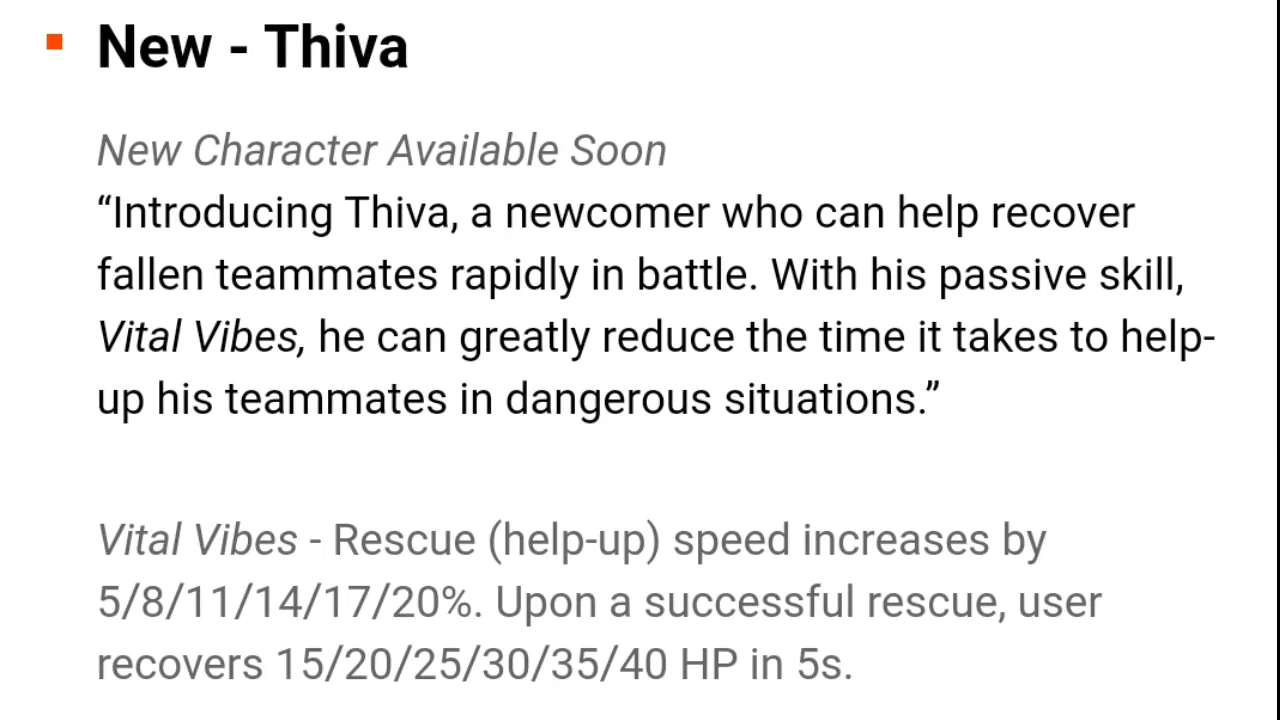 New - Thiva
New Character Available Soon
“Introducing Thiva, a newcomer who can help recover
fallen teammates rapidly in battle. With his passive skill,
Vital Vibes, he can greatly reduce the time it takes to help-
up his teammates in dangerous situations.”
Vital Vibes - Rescue (help-up) speed increases by
5/8/11/14/17/20%. Upon a successful rescue, user
recovers 15/20/25/30/35/40 HP in 5s.